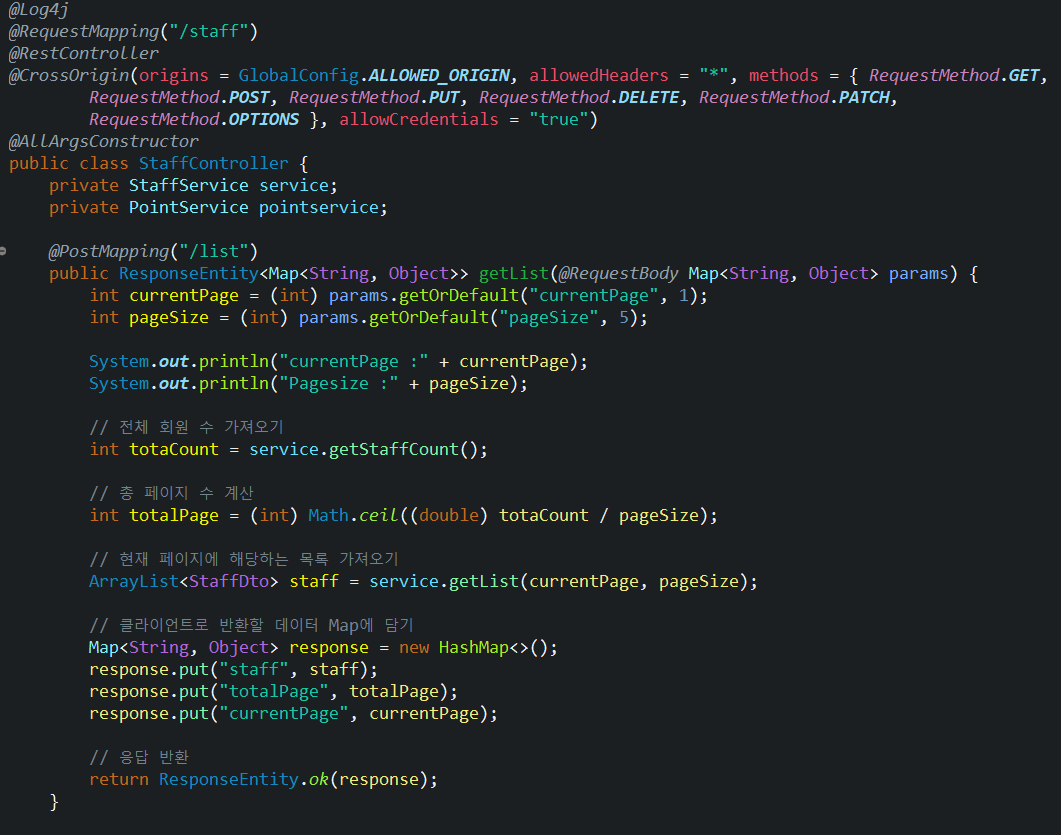 @Log4j
@RequestMapping("/staff")
@RestController
@CrossOrigin(origins = GlobalConfig.ALLOWED_ORIGIN, allowedHeaders = "*", methods = { RequestMethod.GET,
        RequestMethod.POST, RequestMethod.PUT, RequestMethod.DELETE, RequestMethod.PATCH,
        RequestMethod.OPTIONS }, allowCredentials = "true")
@AllArgsConstructor
public class StaffController {
    private StaffService service;
    private PointService pointservice;

    @PostMapping("/list")
    public ResponseEntity<Map<String, Object>> getList(@RequestBody Map<String, Object> params) {
        int currentPage = (int) params.getOrDefault("currentPage", 1);
        int pageSize = (int) params.getOrDefault("pageSize", 5);

        System.out.println("currentPage :" + currentPage);
        System.out.println("Pagesize :" + pageSize);

        // 전체 회원 수 가져오기
        int totaCount = service.getStaffCount();

        // 총 페이지 수 계산
        int totalPage = (int) Math.ceil((double) totaCount / pageSize);

        // 현재 페이지에 해당하는 목록 가져오기
        ArrayList<StaffDto> staff = service.getList(currentPage, pageSize);

        // 클라이언트로 반환할 데이터 Map에 담기
        Map<String, Object> response = new HashMap<>();
        response.put("staff", staff);
        response.put("totalPage", totalPage);
        response.put("currentPage", currentPage);

        // 응답 반환
        return ResponseEntity.ok(response);
    }